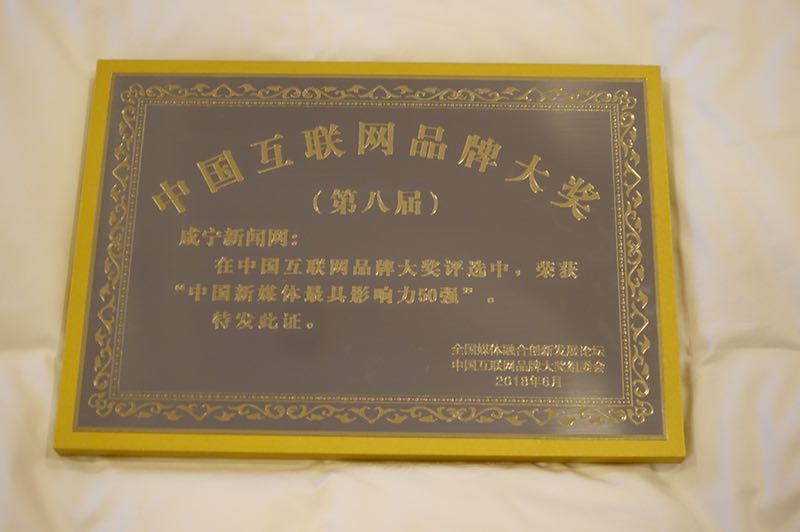 中国互联网品牌大奖
(第八届)
咸宁新闻网:
在中国互联网品牌大奖评选中,荣获
“中国新媒体最具影响力50强”。
特发此证。
全国媒体融合创新发展论坛
中国互联网品牌大奖组委会
2018年6月